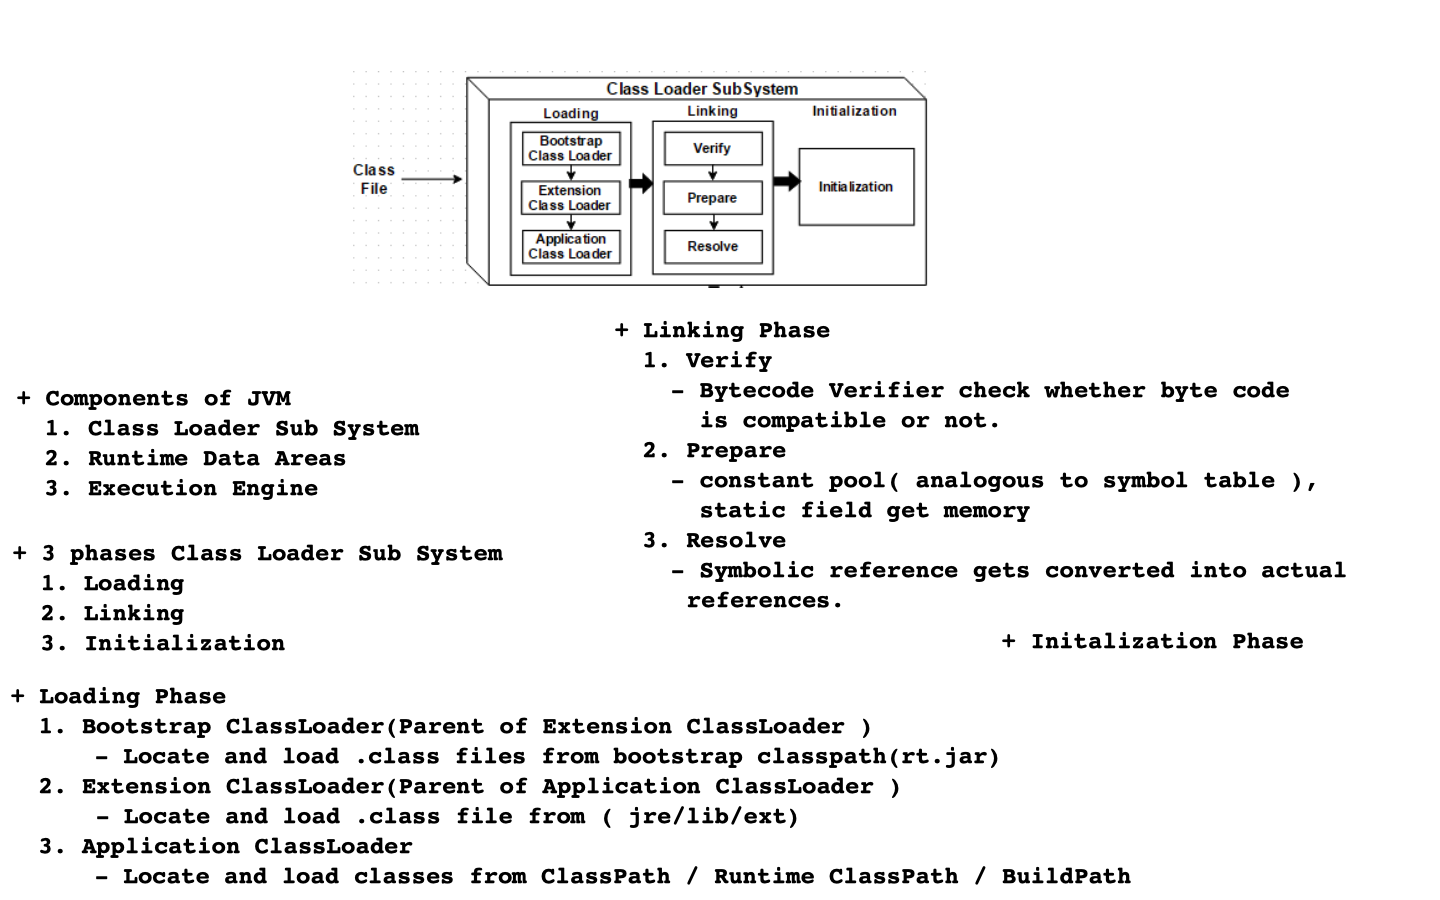 Class Loader SubSystem
Loading
Linking
Initialization
Class
File
Bootstrap
Class Loader
Extension
Class Loader
Application
Class Loader
Verify
Prepare
Resolve
Initialization
+ Components of JVM
1. Class Loader Sub System
2. Runtime Data Areas
3. Execution Engine
+ 3 phases Class Loader Sub System
1. Loading
2. Linking
3. Initialization
+ Linking Phase
1. Verify
- Bytecode Verifier check whether byte code
is compatible or not.
2. Prepare
- constant pool( analogous to symbol table ),
static field get memory
3. Resolve
- Symbolic reference gets converted into actual
references.
+ Initalization Phase
+ Loading Phase
1. Bootstrap ClassLoader(Parent of Extension ClassLoader )
- Locate and load .class files from bootstrap classpath(rt.jar)
2. Extension ClassLoader(Parent of Application ClassLoader )
- Locate and load .class file from ( jre/lib/ext)
3. Application ClassLoader
- Locate and load classes from ClassPath / Runtime ClassPath / BuildPath